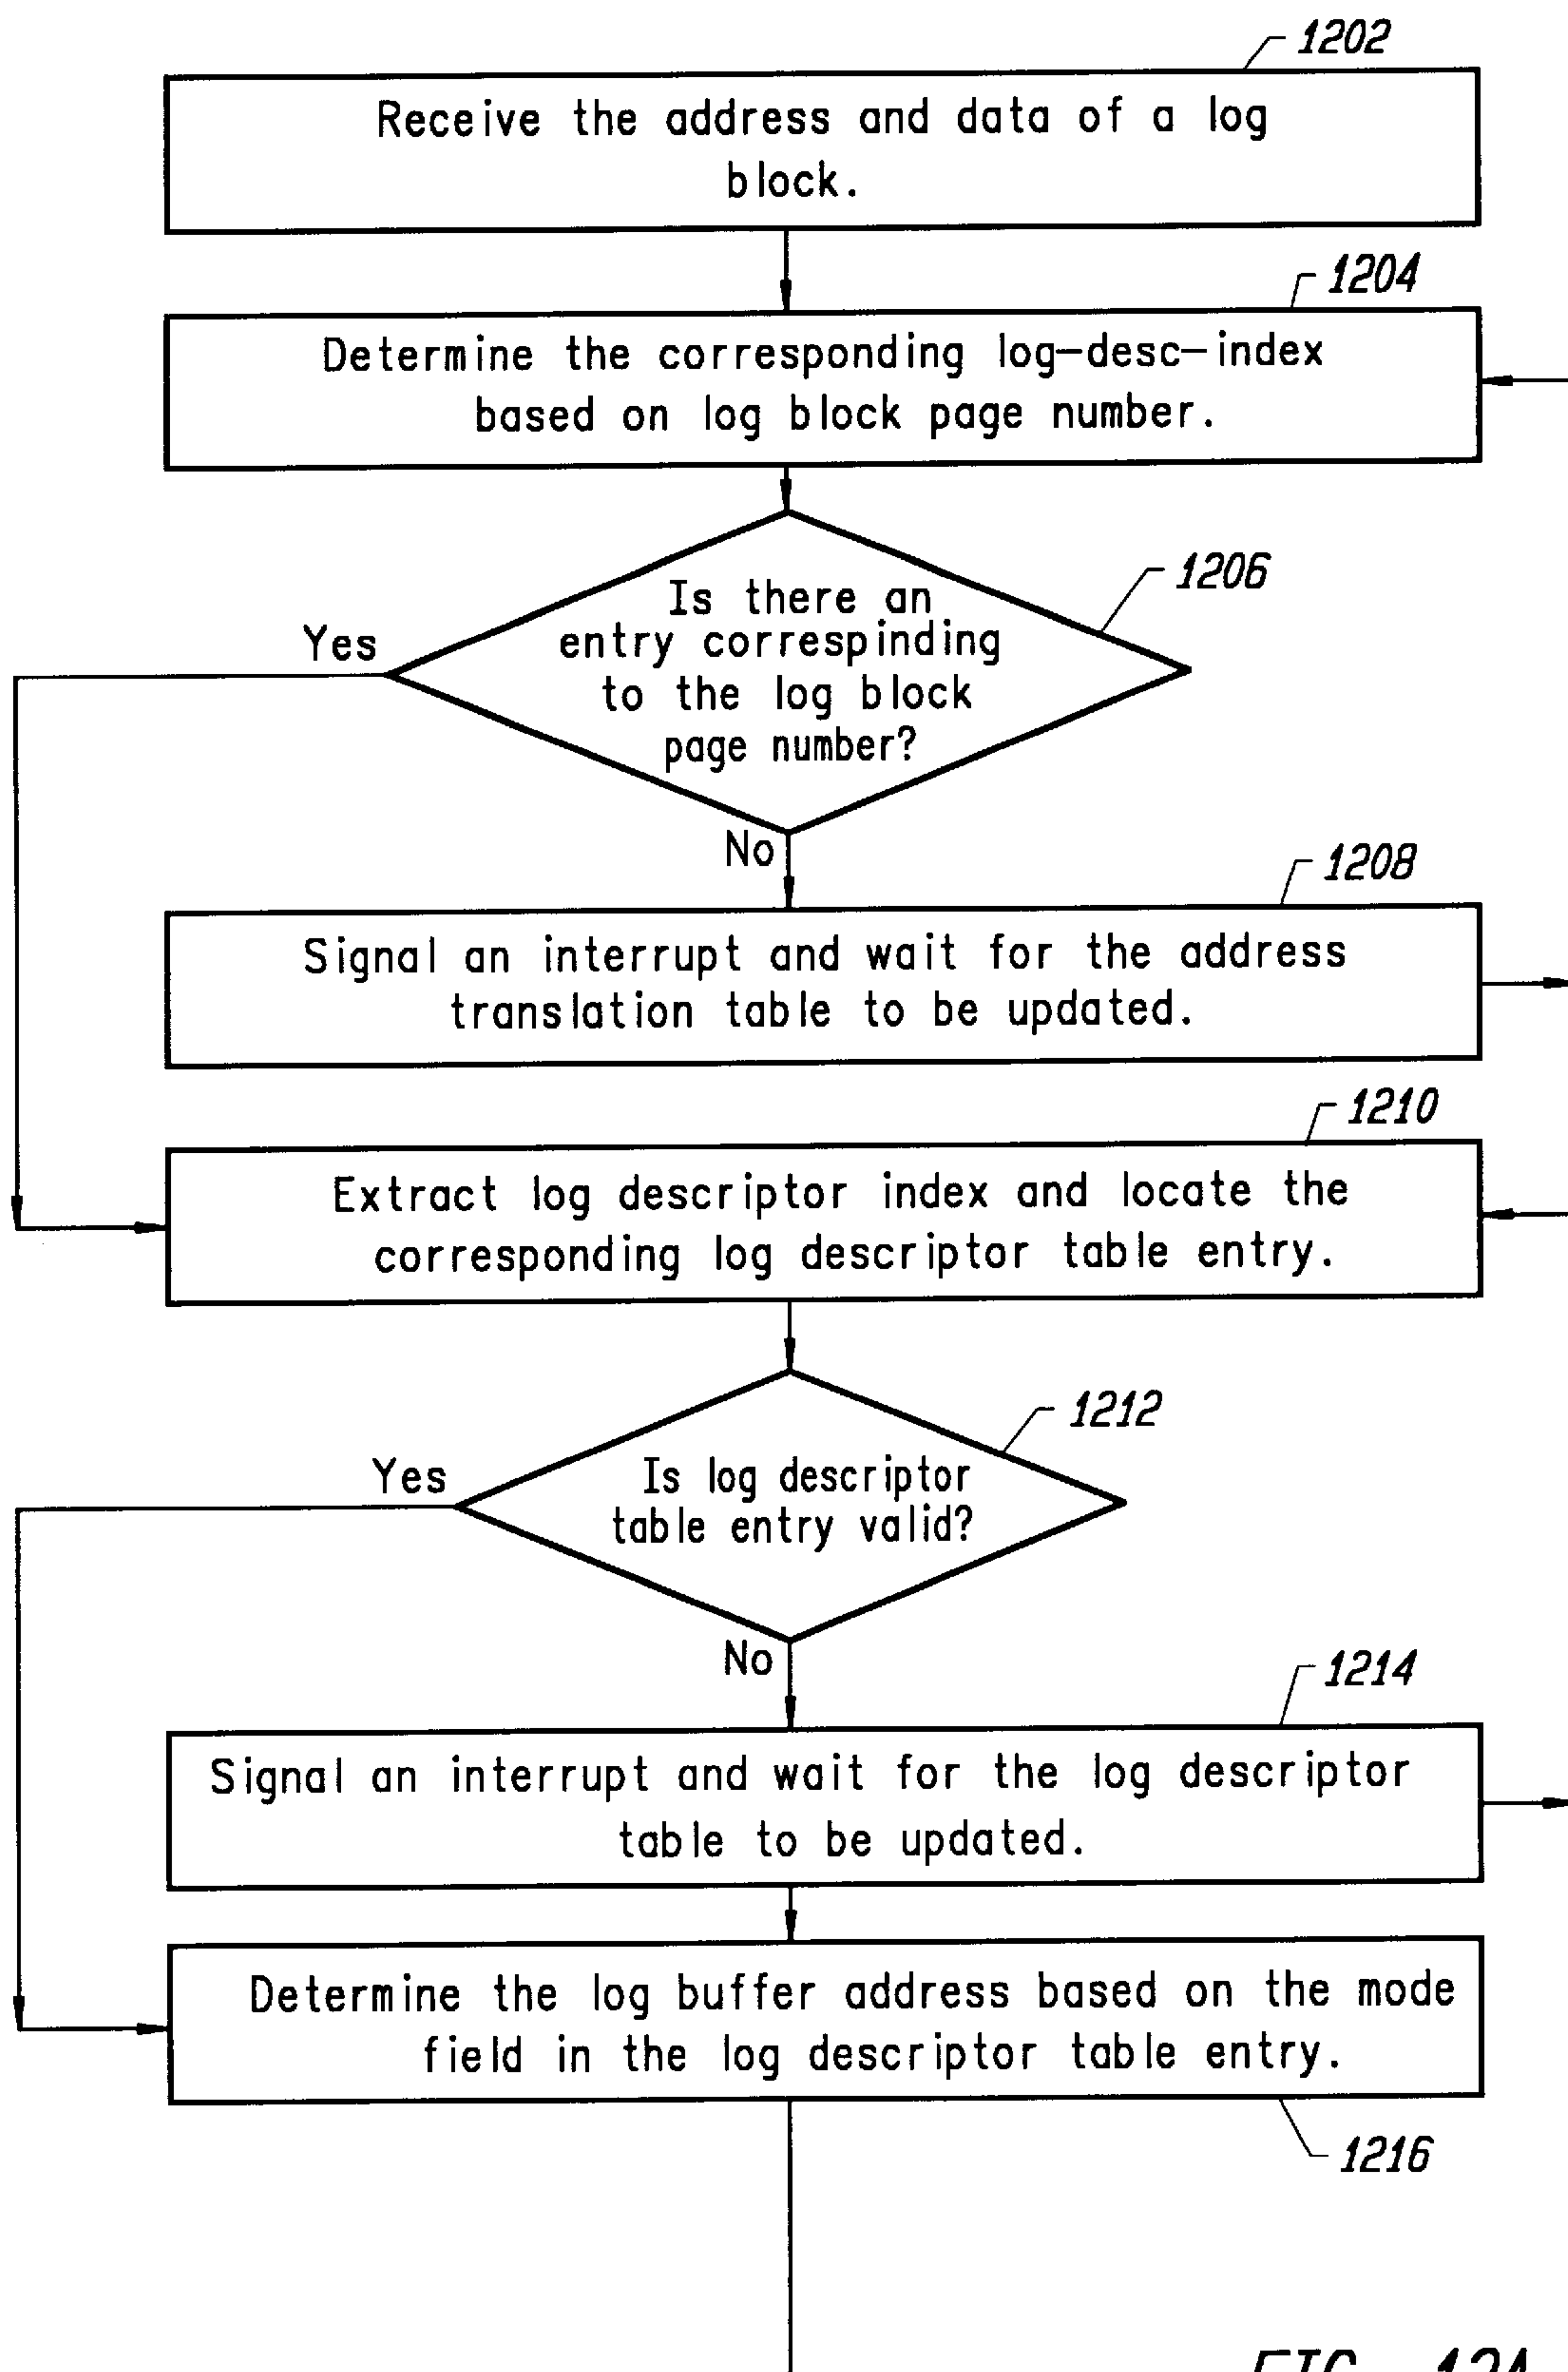 1202
Receive the address and data of a log
block.
1204
Determine the corresponding log-desc-index
based on log block page number.
1206
Is there an
entry correspinding
to the log block
page number?
Yes
No
1208
Signal an interrupt and wait for the address
translation table to be updated.
1210
Extract log descriptor index and locate the
corresponding log descriptor table entry.
1212
Is log descriptor
table entry valid?
Yes
No
1214
Signal an interrupt and wait for the log descriptor
table to be updated.
Determine the log buffer address based on the mode
field in the log descriptor table entry.
1216
FIG. 12A